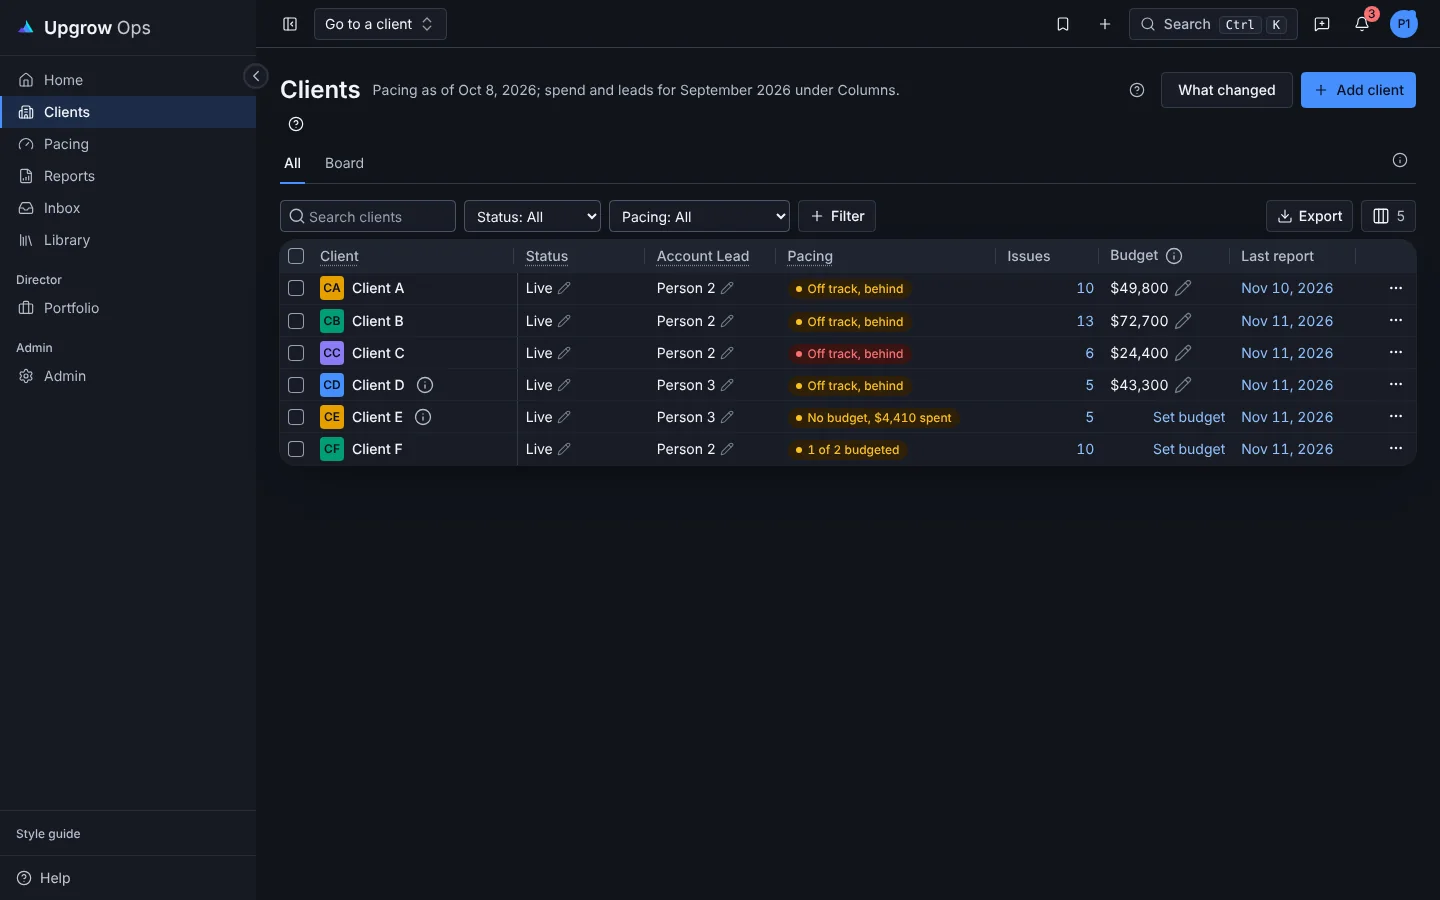 Upgrow Ops
Go to a client
Search Ctrl K
3
P1
Home
Clients
Pacing
Reports
Inbox
Library
Director
Portfolio
Admin
Admin
Style guide
Help
Clients Pacing as of Oct 8, 2026; spend and leads for September 2026 under Columns.
What changed
Add client
All Board
Search clients
Status: All
Pacing: All
Filter
Export
5
Client Status Account Lead Pacing Issues Budget Last report
CA Client A Live Person 2 Off track, behind 10 $49,800 Nov 10, 2026
CB Client B Live Person 2 Off track, behind 13 $72,700 Nov 11, 2026
CC Client C Live Person 2 Off track, behind 6 $24,400 Nov 11, 2026
CD Client D Live Person 3 Off track, behind 5 $43,300 Nov 11, 2026
CE Client E Live Person 3 No budget, $4,410 spent 5 Set budget Nov 11, 2026
CF Client F Live Person 2 1 of 2 budgeted 10 Set budget Nov 11, 2026